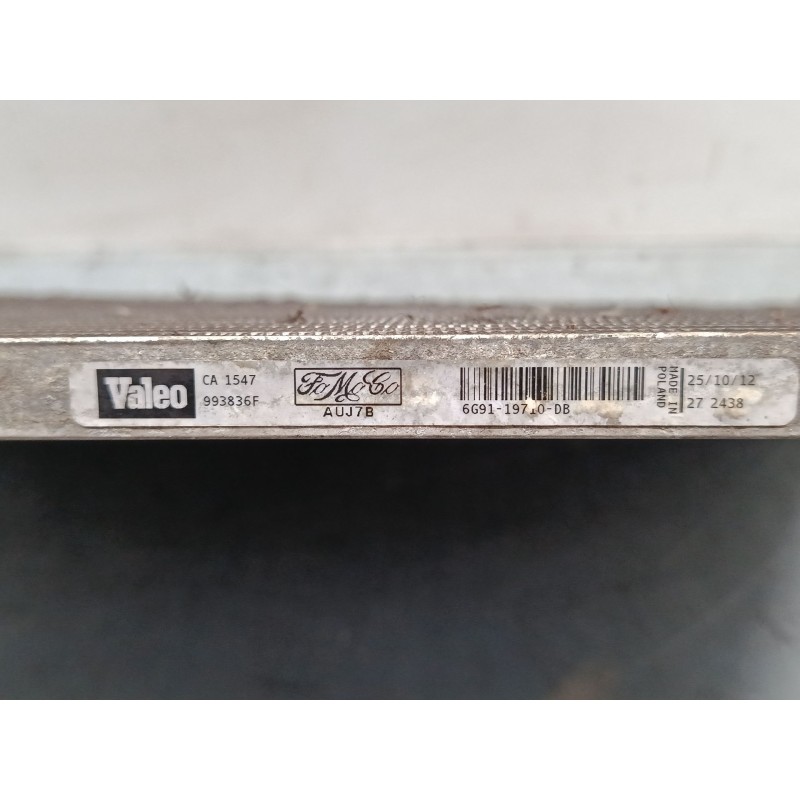 Valeo
CA 1547
993836F
FoMoCo
AUJ7B
6G91-19710-DB
MADE IN
POLAND
25/10/12
27 2438